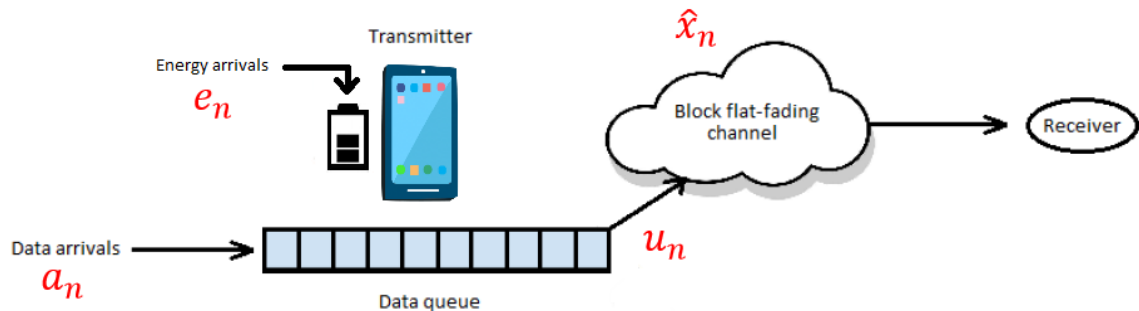 Transmitter
x̂ₙ
Energy arrivals
eₙ
Block flat-fading
channel
Receiver
Data arrivals
aₙ
uₙ
Data queue